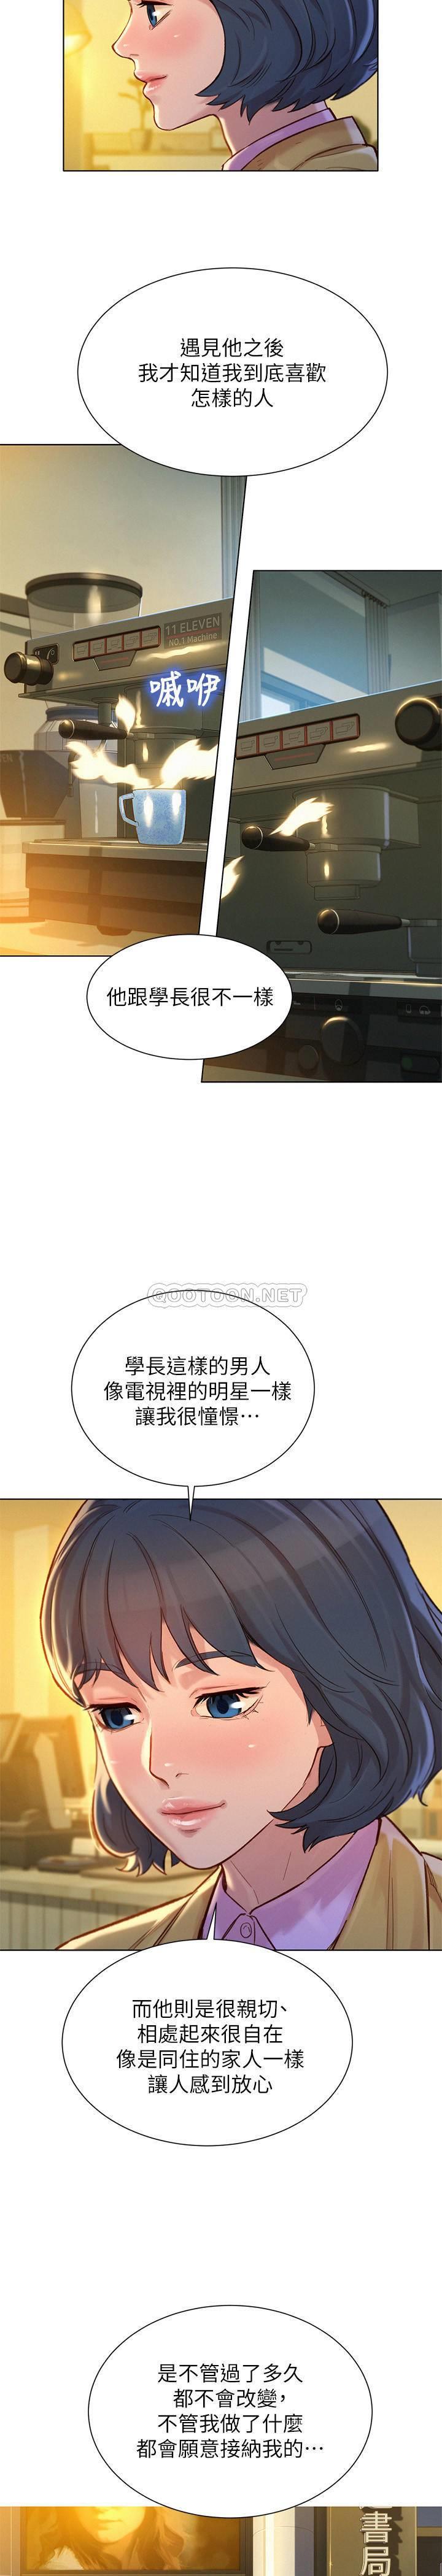 遇見他之後
我才知道我到底喜歡
怎樣的人
11 ELEVEN
NO.1 Machine
嘁咿
他跟學長很不一樣
QOOTOON.NET
學長這樣的男人
像電視裡的明星一樣
讓我很憧憬…
而他則是很親切、
相處起來很自在
像是同住的家人一樣
讓人感到放心
是不管過了多久
都不會改變，
不管我做了什麼
都會願意接納我的…
書局